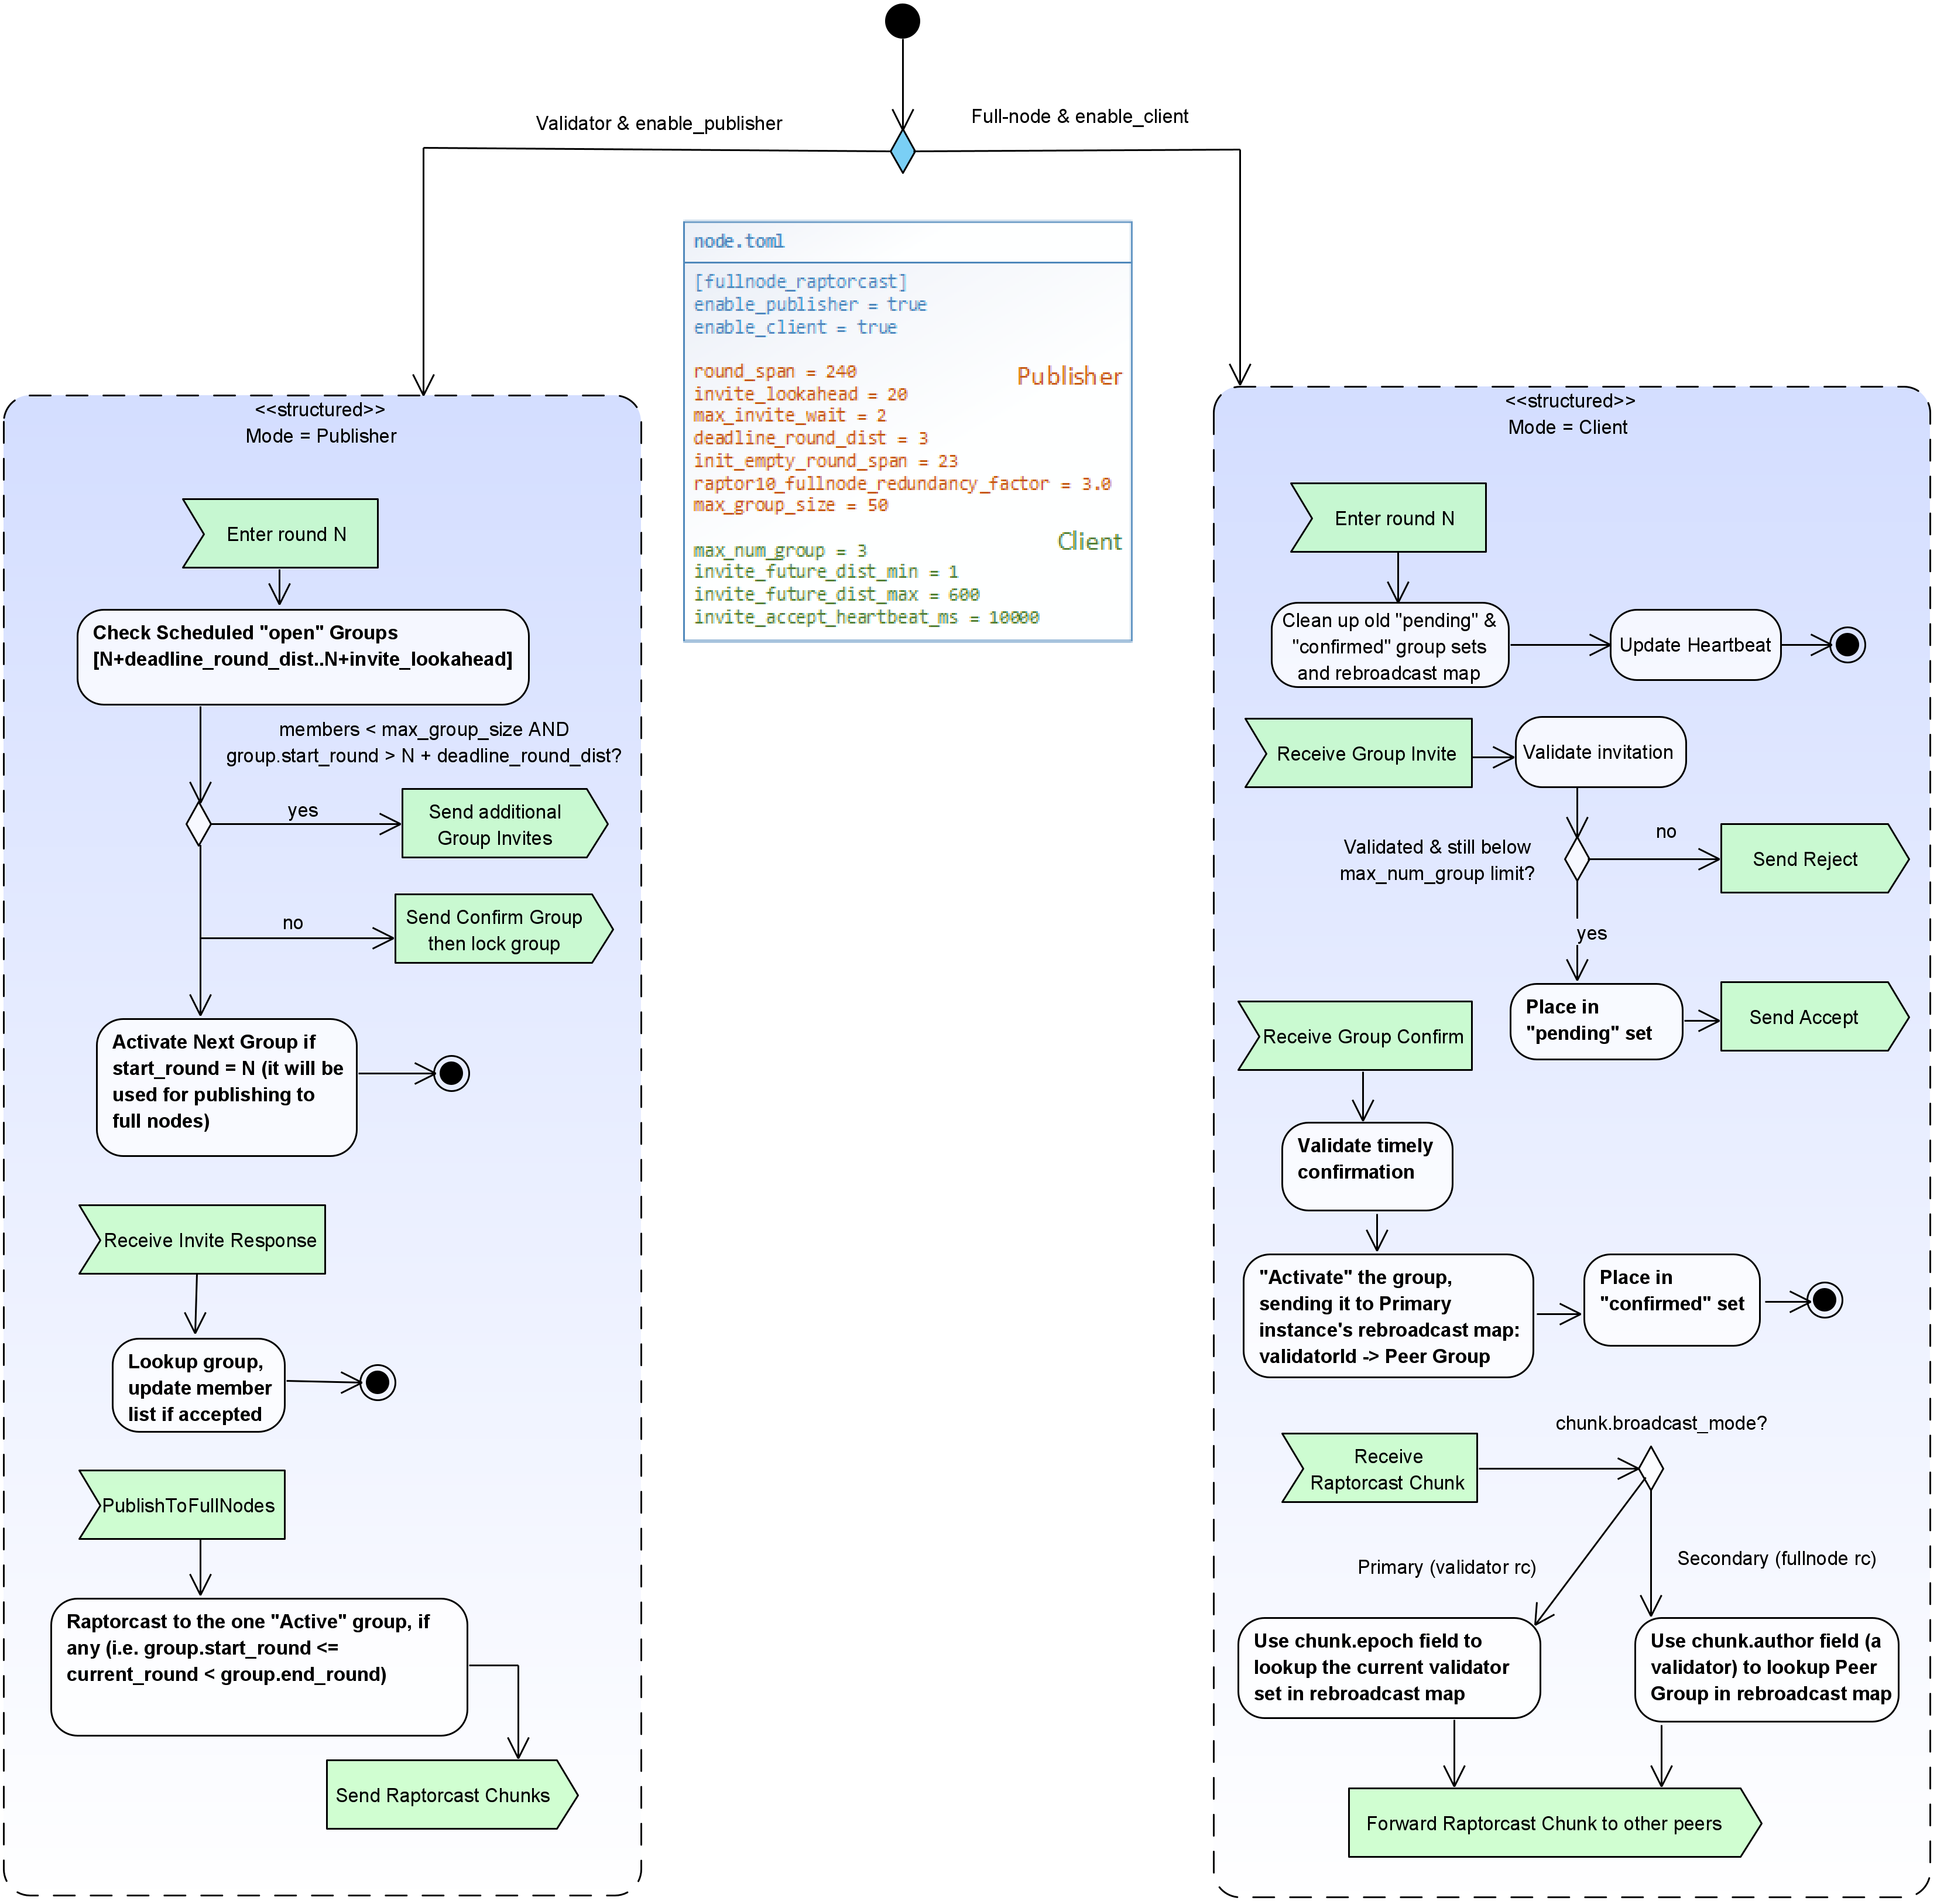 Validator & enable_publisher
Full-node & enable_client
node.toml
[fullnode_raptorcast]
enable_publisher = true
enable_client = true
Publisher
round_span = 240
invite_lookahead = 20
max_invite_wait = 2
deadline_round_dist = 3
init_empty_round_span = 23
raptor10_fullnode_redundancy_factor = 3.0
max_group_size = 50
Client
max_num_group = 3
invite_future_dist_min = 1
invite_future_dist_max = 600
invite_accept_heartbeat_ms = 10000
<<structured>>
Mode = Publisher
Enter round N
Check Scheduled "open" Groups
[N+deadline_round_dist..N+invite_lookahead]
members < max_group_size AND
group.start_round > N + deadline_round_dist?
yes
Send additional
Group Invites
no
Send Confirm Group
then lock group
Activate Next Group if
start_round = N (it will be
used for publishing to
full nodes)
Receive Invite Response
Lookup group,
update member
list if accepted
PublishToFullNodes
Raptorcast to the one "Active" group, if
any (i.e. group.start_round <=
current_round < group.end_round)
Send Raptorcast Chunks
<<structured>>
Mode = Client
Enter round N
Clean up old "pending" &
"confirmed" group sets
and rebroadcast map
Update Heartbeat
Receive Group Invite
Validate invitation
Validated & still below
max_num_group limit?
no
Send Reject
yes
Place in
"pending" set
Send Accept
Receive Group Confirm
Validate timely
confirmation
"Activate" the group,
sending it to Primary
instance's rebroadcast map:
validatorId -> Peer Group
Place in
"confirmed" set
chunk.broadcast_mode?
Receive
Raptorcast Chunk
Primary (validator rc)
Secondary (fullnode rc)
Use chunk.epoch field to
lookup the current validator
set in rebroadcast map
Use chunk.author field (a
validator) to lookup Peer
Group in rebroadcast map
Forward Raptorcast Chunk to other peers